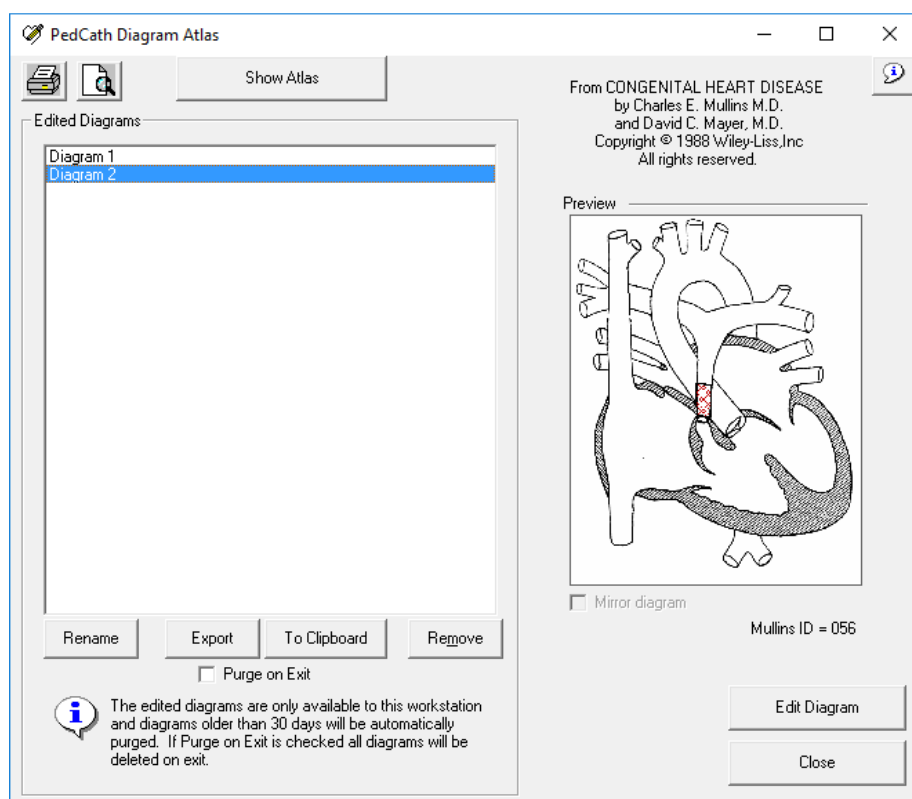 PedCath Diagram Atlas
Show Atlas
From CONGENITAL HEART DISEASE
by Charles E. Mullins M.D.
and David C. Mayer, M.D.
Copyright © 1988 Wiley-Liss,Inc
All rights reserved.
Edited Diagrams
Diagram 1
Diagram 2
Preview
Mirror diagram
Mullins ID = 056
Rename
Export
To Clipboard
Remove
Purge on Exit
The edited diagrams are only available to this workstation
and diagrams older than 30 days will be automatically
purged. If Purge on Exit is checked all diagrams will be
deleted on exit.
Edit Diagram
Close